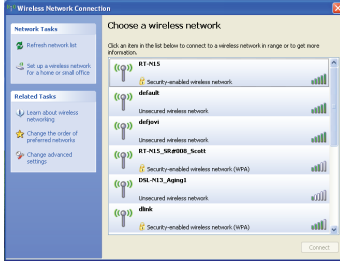 Wireless Network Connection
Network Tasks
Refresh network list
Set up a wireless network
for a home or small office
Related Tasks
Learn about wireless
networking
Change the order of
preferred networks
Change advanced
settings
Choose a wireless network
Click an item in the list below to connect to a wireless network in range or to get more
information.
RT-N15
Security-enabled wireless network
default
Unsecured wireless network
defjovi
Unsecured wireless network
RT-N15_SR#008_Scott
Security-enabled wireless network (WPA)
DSL-N13_Aging1
Unsecured wireless network
dlink
Security-enabled wireless network (WPA)
Connect